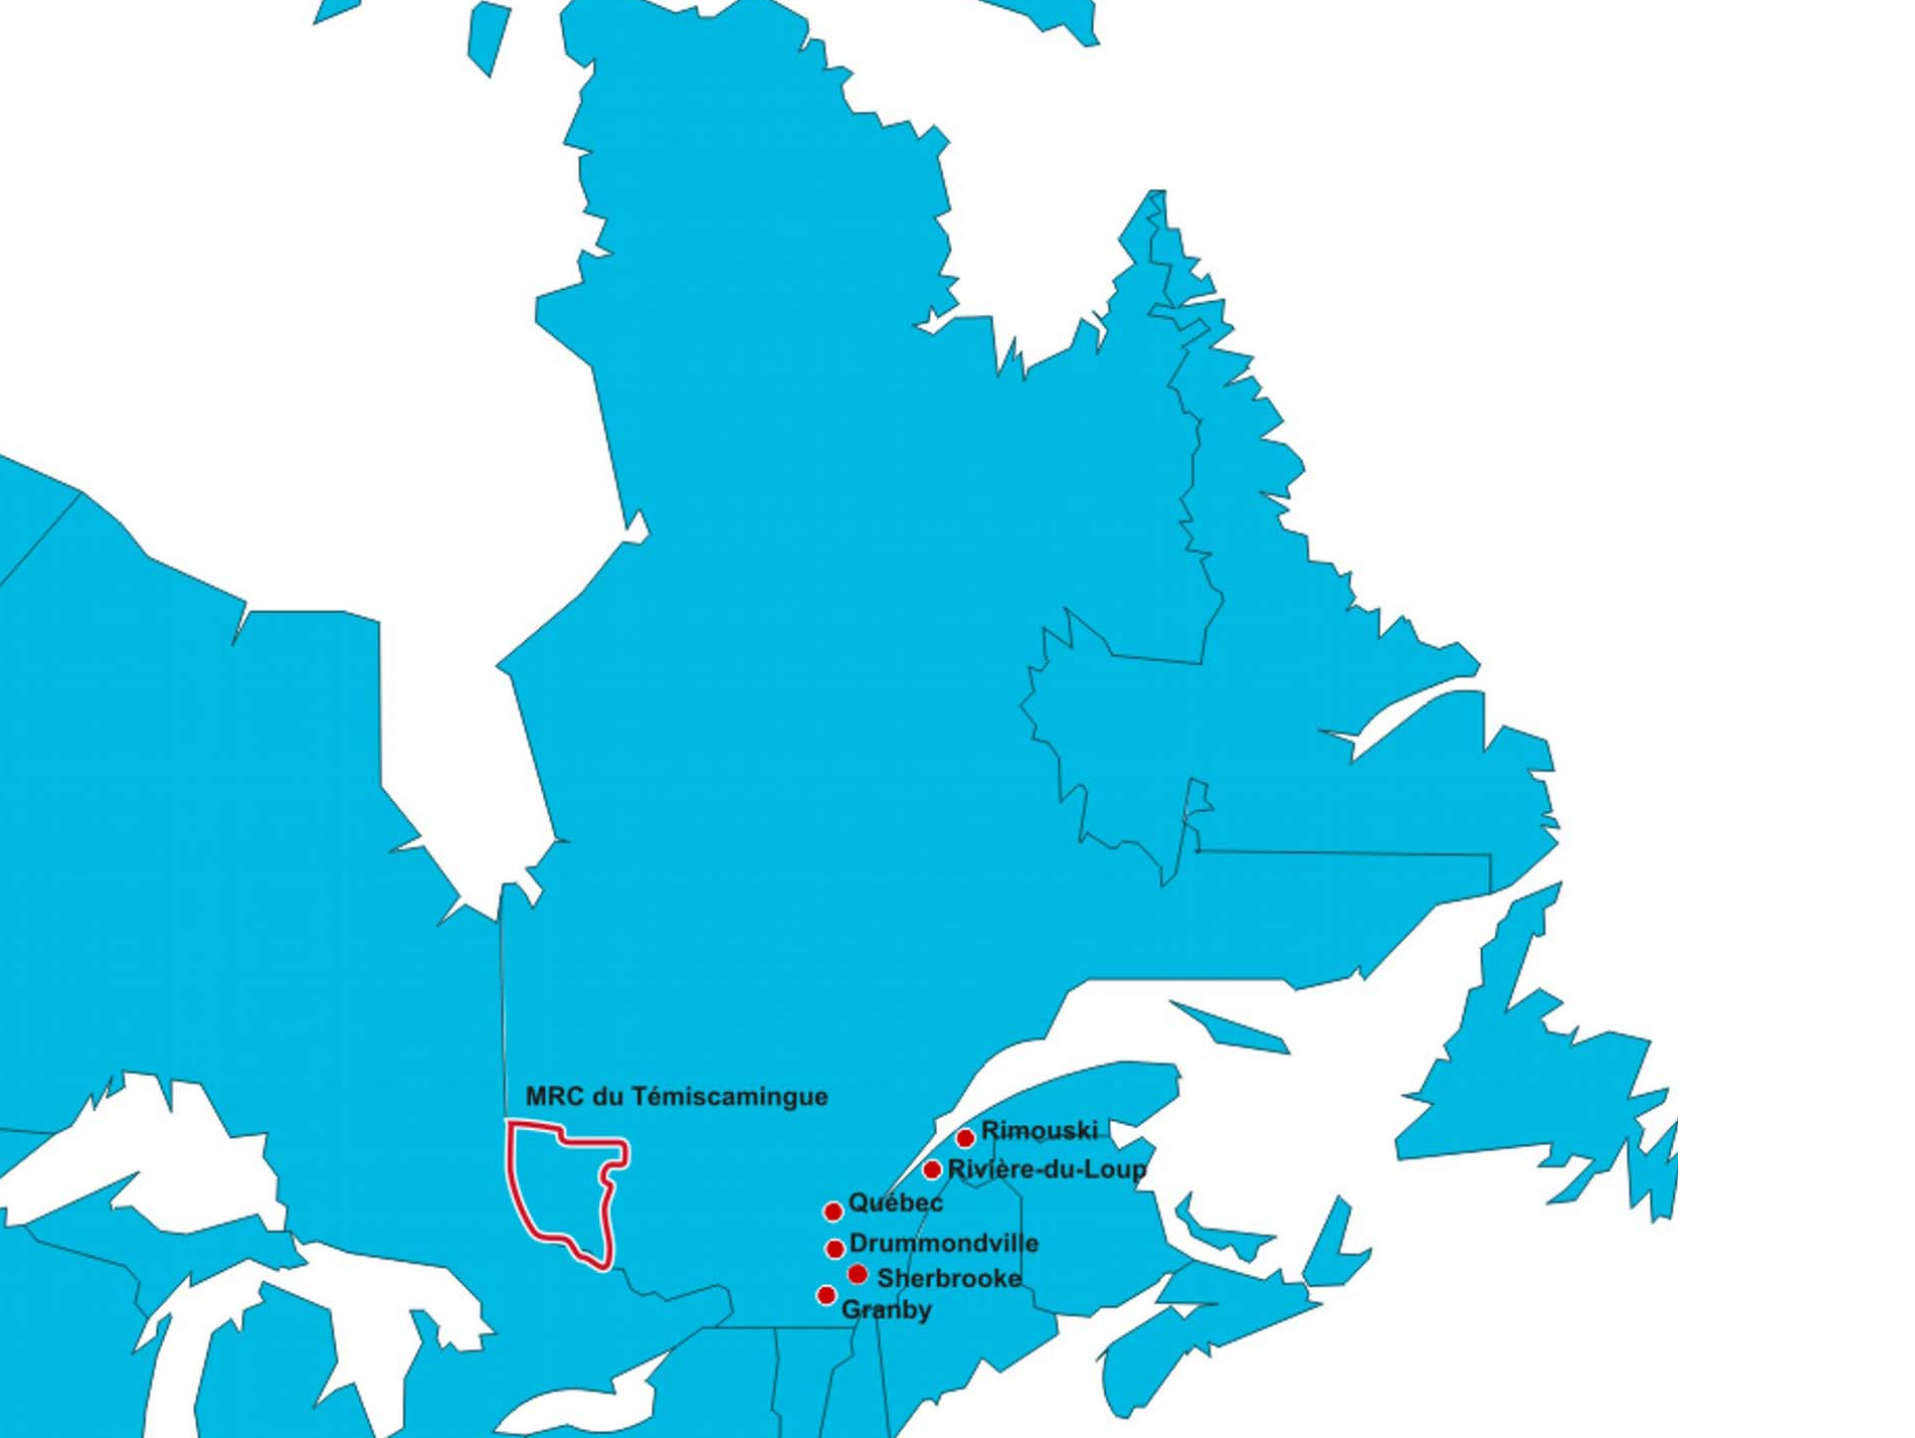 MRC du Témiscamingue
Rimouski
Rivière-du-Loup
Québec
Drummondville
Sherbrooke
Granby